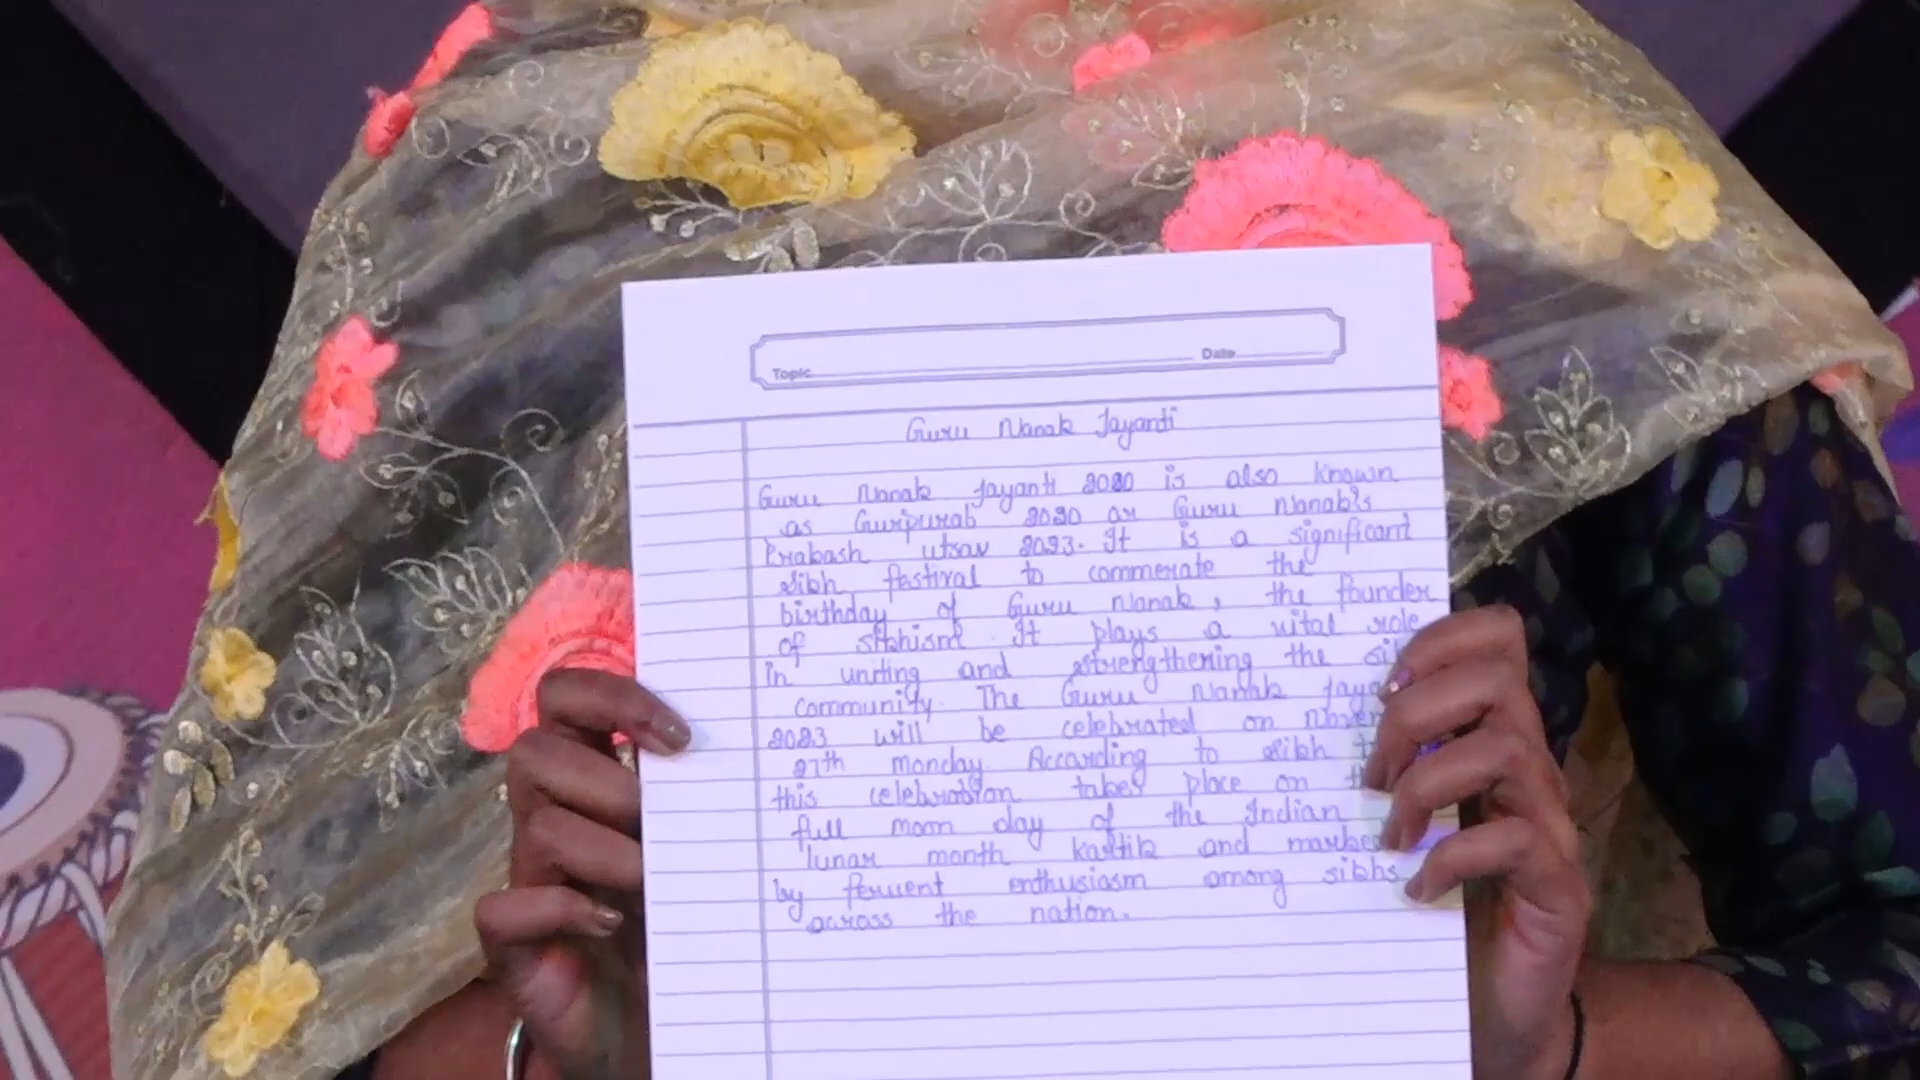 Topic Date
Guru Nanak Jayanti
Guru Nanak Jayanti 2020 is also known
as Gurpurab 2020 or Guru Nanak's
Prakash utsav 2023. It is a significant
Sikh festival to commerate the
birthday of Guru Nanak, the founder
of sikhism. It plays a vital role
in uniting and strengthening the
community. The Guru Nanak
2023 will be celebrated on
27th monday. According to Sikh
this celebration takes place on
full moon day of the Indian
lunar month kartik and
by fervent enthusiasm among sikhs
across the nation.